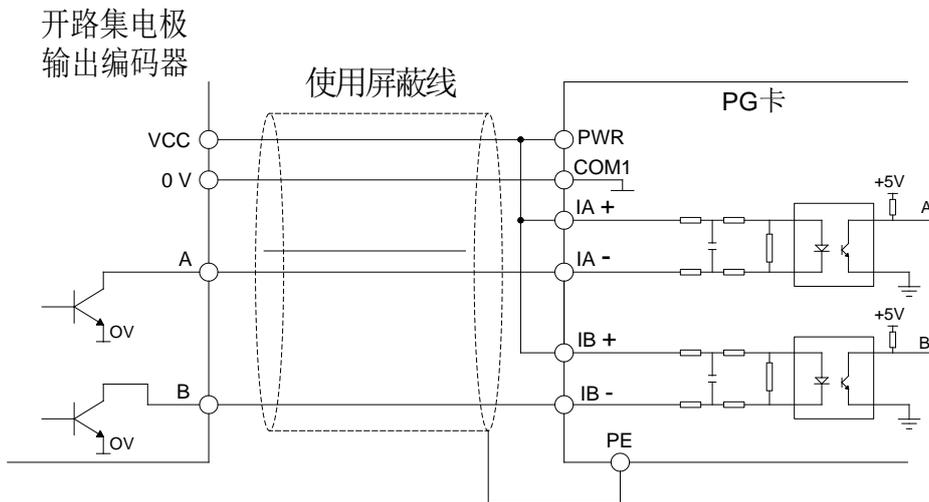 开路集电极
输出编码器
使用屏蔽线
PG卡
VCC
PWR
0 V
COM1
+5V
IA +
A
A
IA -
OV
+5V
IB +
B
B
IB -
OV
PE